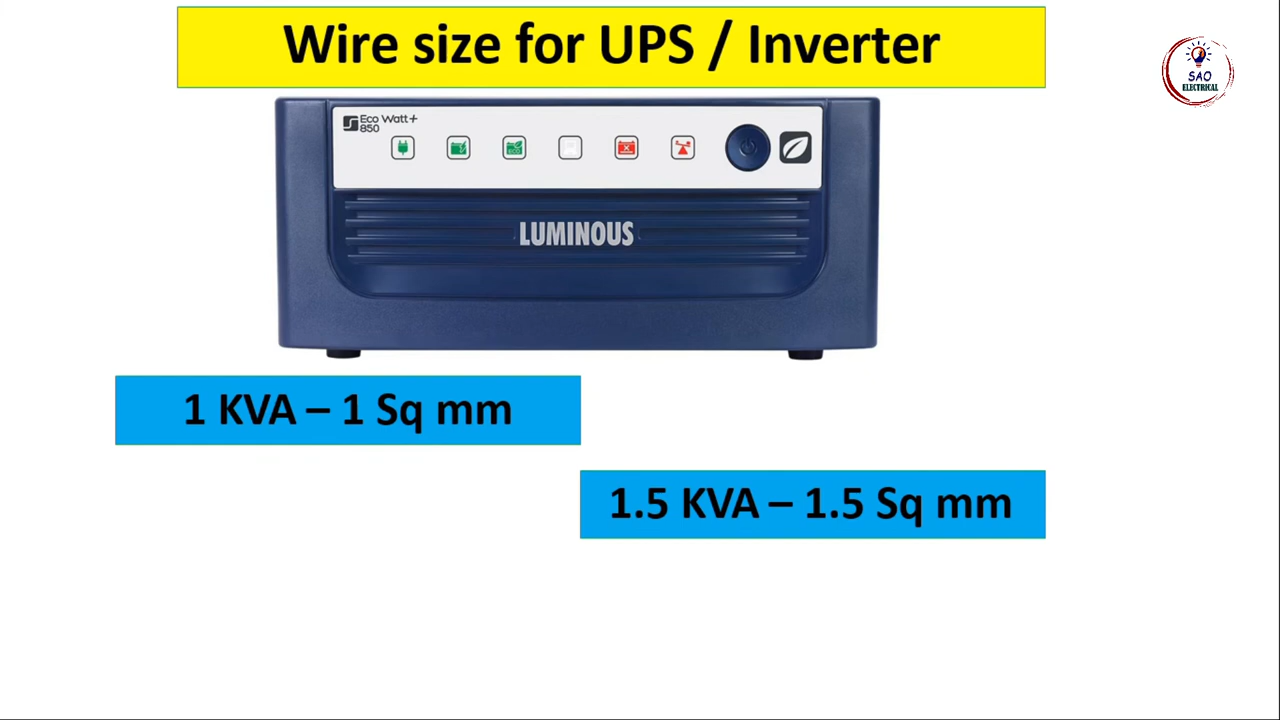 Wire size for UPS / Inverter
SAO
ELECTRICAL
Eco Watt+
850
ECO
LUMINOUS
1 KVA – 1 Sq mm
1.5 KVA – 1.5 Sq mm